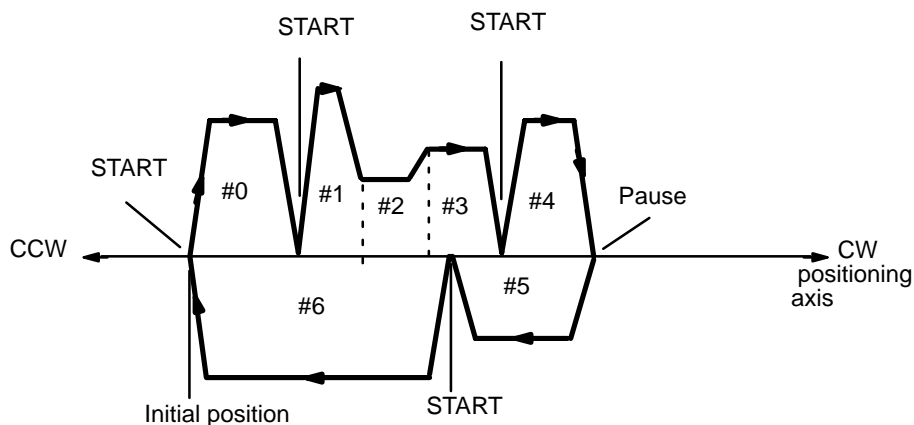 START
START
START
#0
#1
#2
#3
#4
Pause
CCW
CW
positioning
axis
#6
#5
Initial position
START